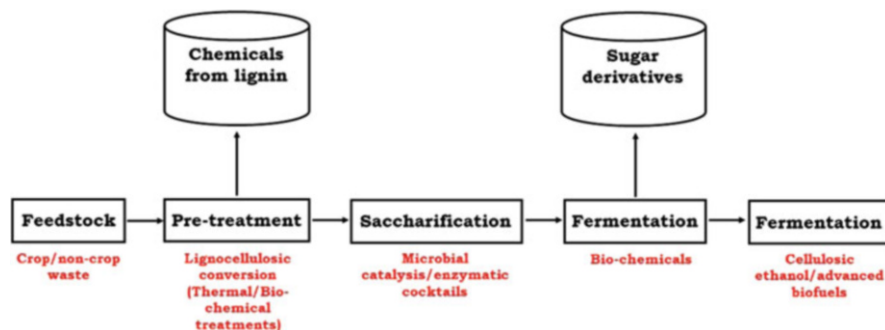 Chemicals
from lignin
Sugar
derivatives
Feedstock
Pre-treatment
Saccharification
Fermentation
Fermentation
Crop/non-crop
waste
Lignocellulosic
conversion
(Thermal/Bio-
chemical
treatments)
Microbial
catalysis/enzymatic
cocktails
Bio-chemicals
Cellulosic
ethanol/advanced
biofuels